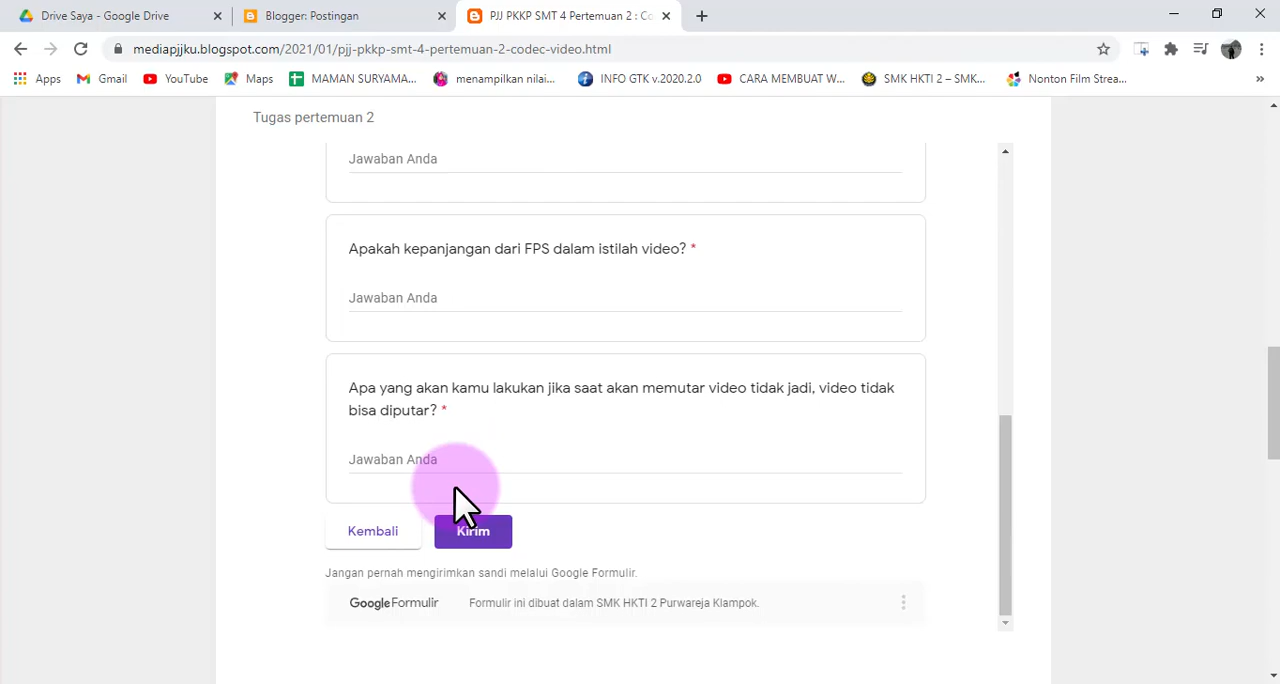 Drive Saya - Google Drive
Blogger: Postingan
PJJ PKKP SMT 4 Pertemuan 2 : Co
mediapjjku.blogspot.com/2021/01/pjj-pkkp-smt-4-pertemuan-2-codec-video.html
Apps
Gmail
YouTube
Maps
MAMAN SURYAMA...
menampilkan nilai...
INFO GTK v.2020.2.0
CARA MEMBUAT W...
SMK HKTI 2 – SMK...
Nonton Film Strea...
»
Tugas pertemuan 2
Jawaban Anda
Apakah kepanjangan dari FPS dalam istilah video? *
Jawaban Anda
Apa yang akan kamu lakukan jika saat akan memutar video tidak jadi, video tidak
bisa diputar? *
Jawaban Anda
Kembali
Kirim
Jangan pernah mengirimkan sandi melalui Google Formulir.
Google Formulir
Formulir ini dibuat dalam SMK HKTI 2 Purwareja Klampok.